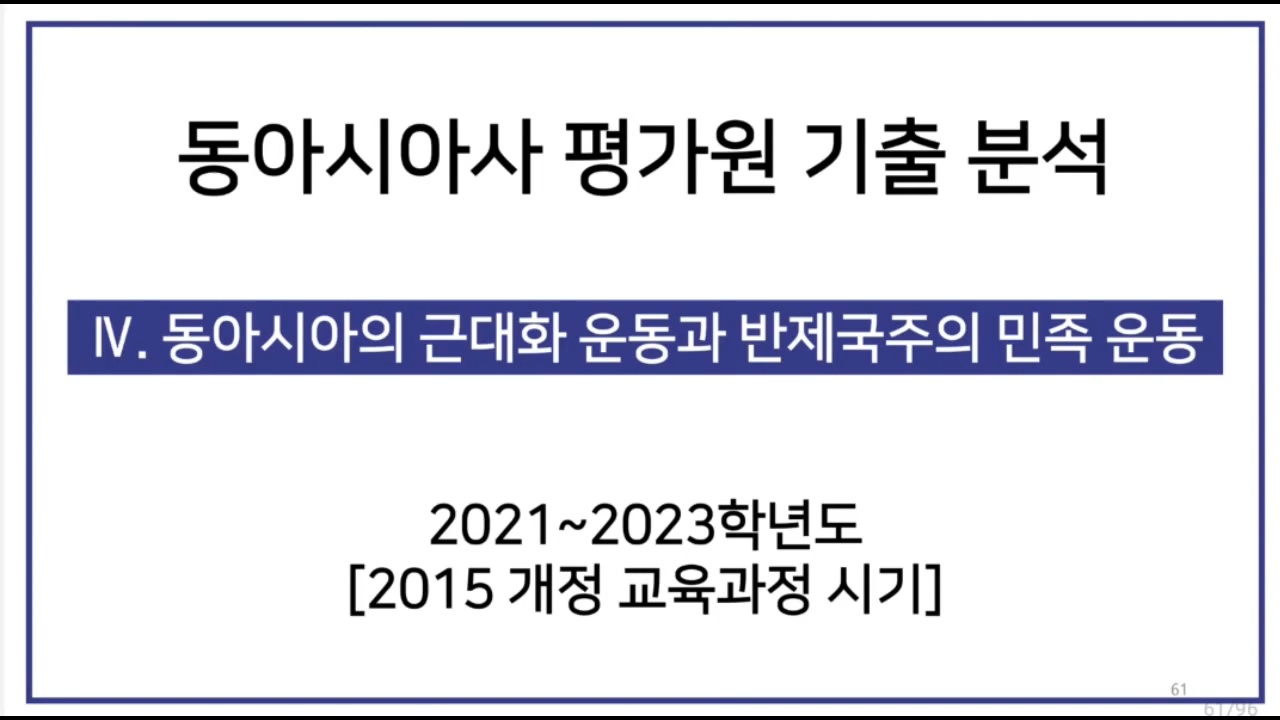 동아시아사 평가원 기출 분석
Ⅳ. 동아시아의 근대화 운동과 반제국주의 민족 운동
2021~2023학년도
[2015 개정 교육과정 시기]
61
61/96